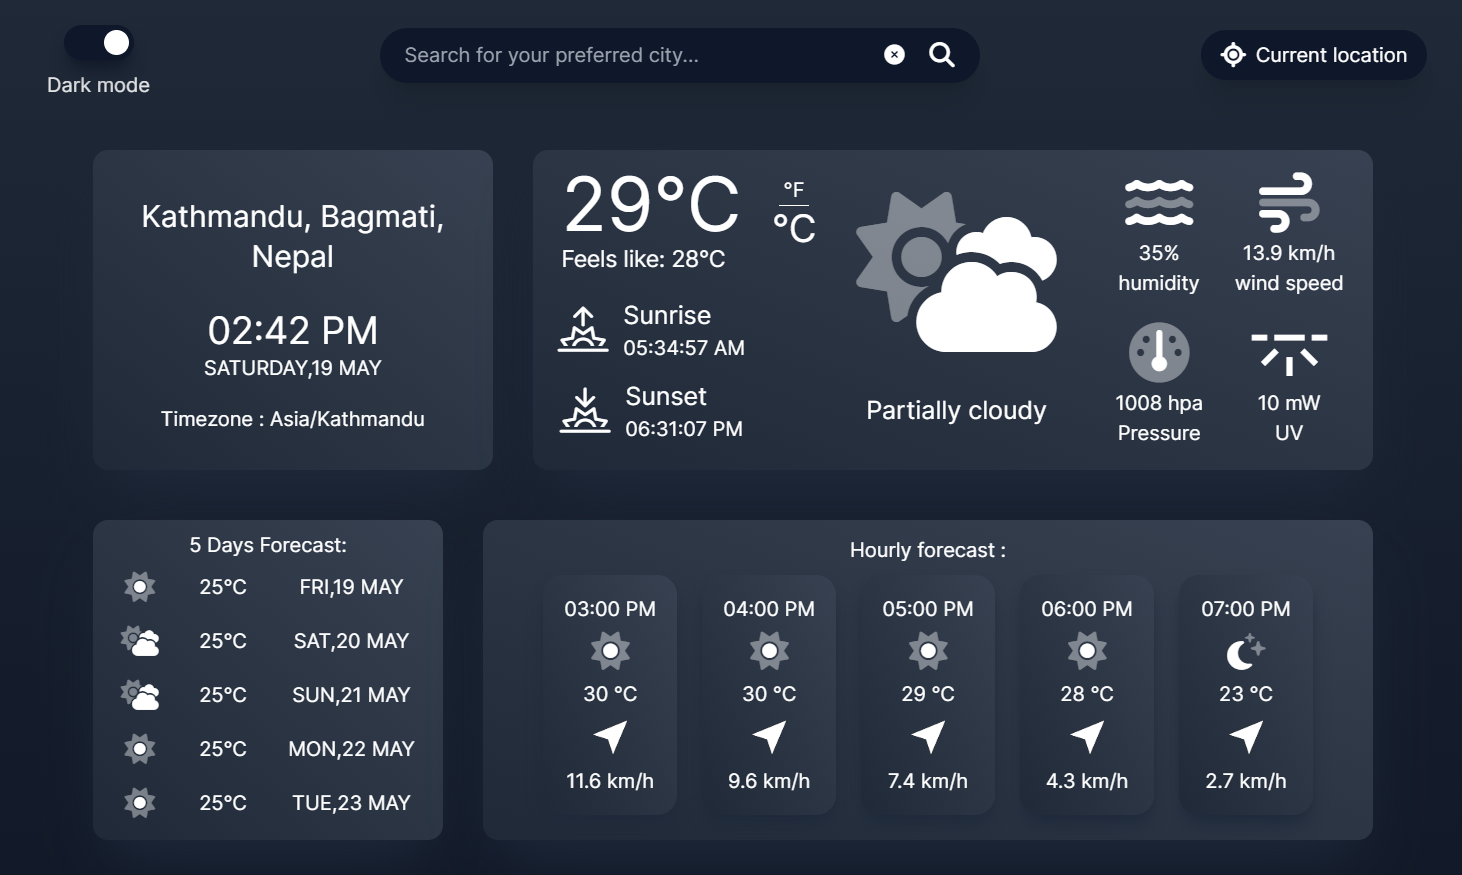 Dark mode
Search for your preferred city...
Current location
Kathmandu, Bagmati,
Nepal
02:42 PM
SATURDAY,19 MAY
Timezone : Asia/Kathmandu
29°C
°F
°C
Feels like: 28°C
Sunrise
05:34:57 AM
Sunset
06:31:07 PM
Partially cloudy
35%
humidity
13.9 km/h
wind speed
1008 hpa
Pressure
10 mW
UV
5 Days Forecast:
25°C FRI,19 MAY
25°C SAT,20 MAY
25°C SUN,21 MAY
25°C MON,22 MAY
25°C TUE,23 MAY
Hourly forecast :
03:00 PM 04:00 PM 05:00 PM 06:00 PM 07:00 PM
30 °C 30 °C 29 °C 28 °C 23 °C
11.6 km/h 9.6 km/h 7.4 km/h 4.3 km/h 2.7 km/h